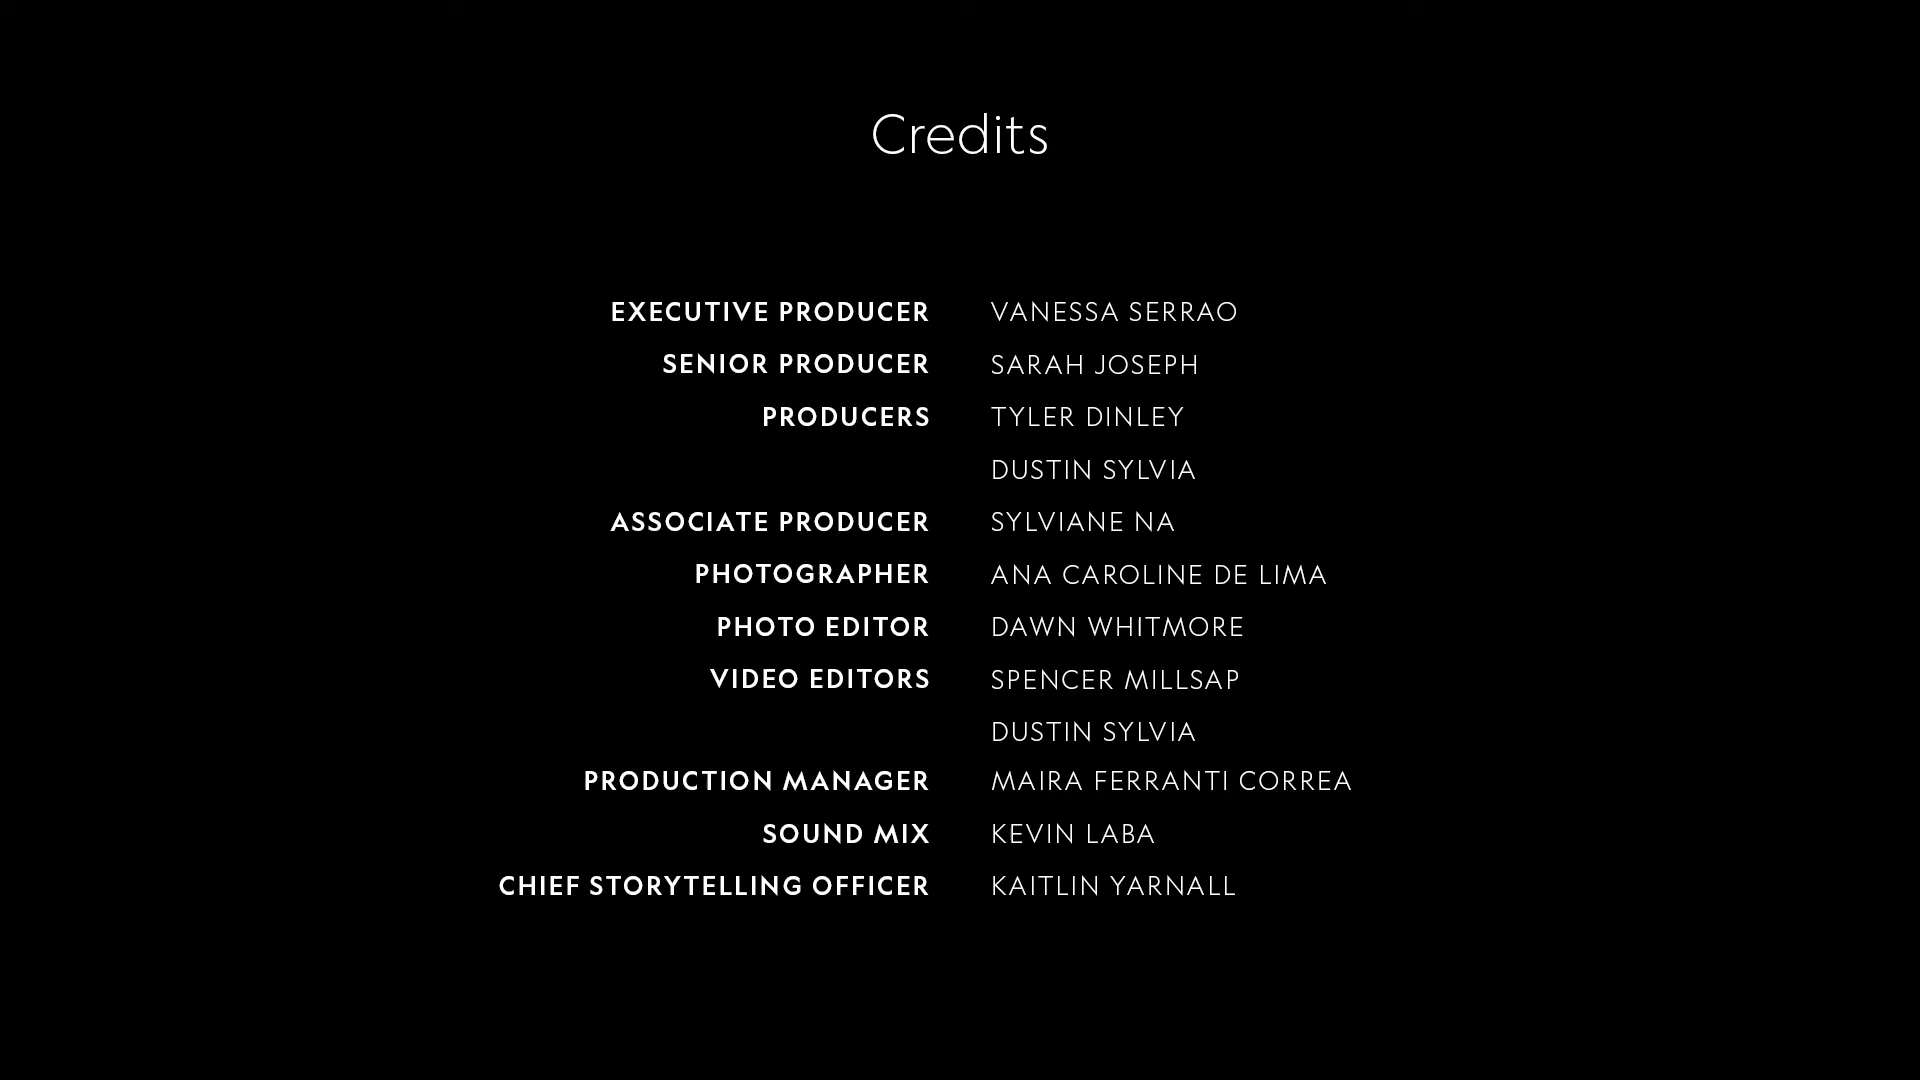 Credits
EXECUTIVE PRODUCER VANESSA SERRAO
SENIOR PRODUCER SARAH JOSEPH
PRODUCERS TYLER DINLEY
DUSTIN SYLVIA
ASSOCIATE PRODUCER SYLVIANE NA
PHOTOGRAPHER ANA CAROLINE DE LIMA
PHOTO EDITOR DAWN WHITMORE
VIDEO EDITORS SPENCER MILLSAP
DUSTIN SYLVIA
PRODUCTION MANAGER MAIRA FERRANTI CORREA
SOUND MIX KEVIN LABA
CHIEF STORYTELLING OFFICER KAITLIN YARNALL